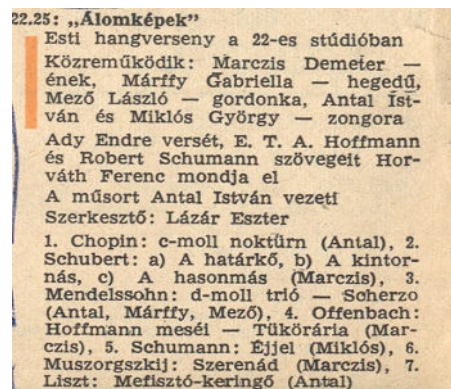 22.25: „Álomképek”
Esti hangverseny a 22-es stúdióban
Közreműködik: Marczis Demeter —
ének, Márffy Gabriella — hegedű,
Mező László — gordonka, Antal Ist-
ván és Miklós György — zongora
Ady Endre versét, E. T. A. Hoffmann
és Robert Schumann szövegeit Hor-
váth Ferenc mondja el
A műsort Antal István vezeti
Szerkesztő: Lázár Eszter
1. Chopin: c-moll noktürn (Antal), 2.
Schubert: a) A határkő, b) A kintor-
nás, c) A hasonmás (Marczis), 3.
Mendelssohn: d-moll trió — Scherzo
(Antal, Márffy, Mező), 4. Offenbach:
Hoffmann meséi — Tükörária (Mar-
czis), 5. Schumann: Éjjel (Miklós), 6.
Muszorgszkij: Szerenád (Marczis), 7.
Liszt: Mefisztó-keringő (Antal)